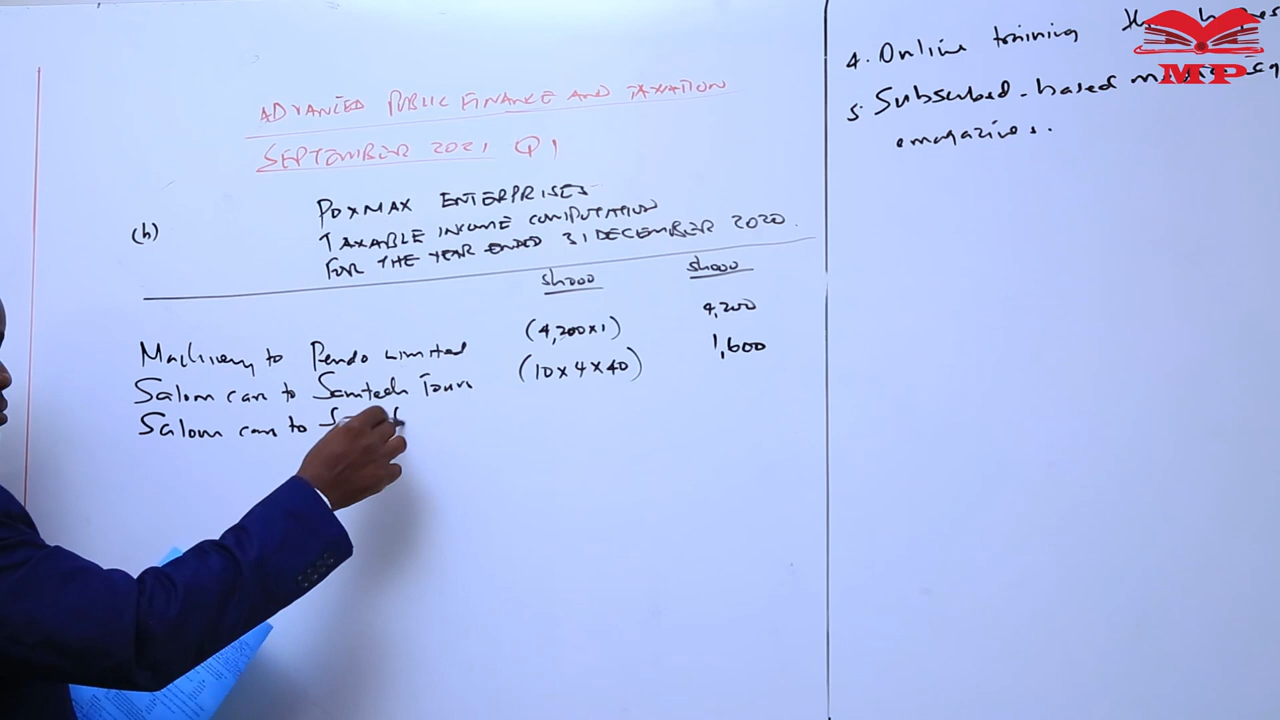 ADVANCED PUBLIC FINANCE AND TAXATION
SEPTEMBER 2021 Q1
(b)
POXMAX ENTERPRISES
TAXABLE INCOME COMPUTATION
FOR THE YEAR ENDED 31 DECEMBER 2020.
Sh000 Sh000
Machinery to Pendo Limited (4,200x1) 4,200
Saloon car to Samtech Tours (10x4x40) 1,600
Saloon car to
4. Online training
5. Subscribed-based
emagazines.
MP